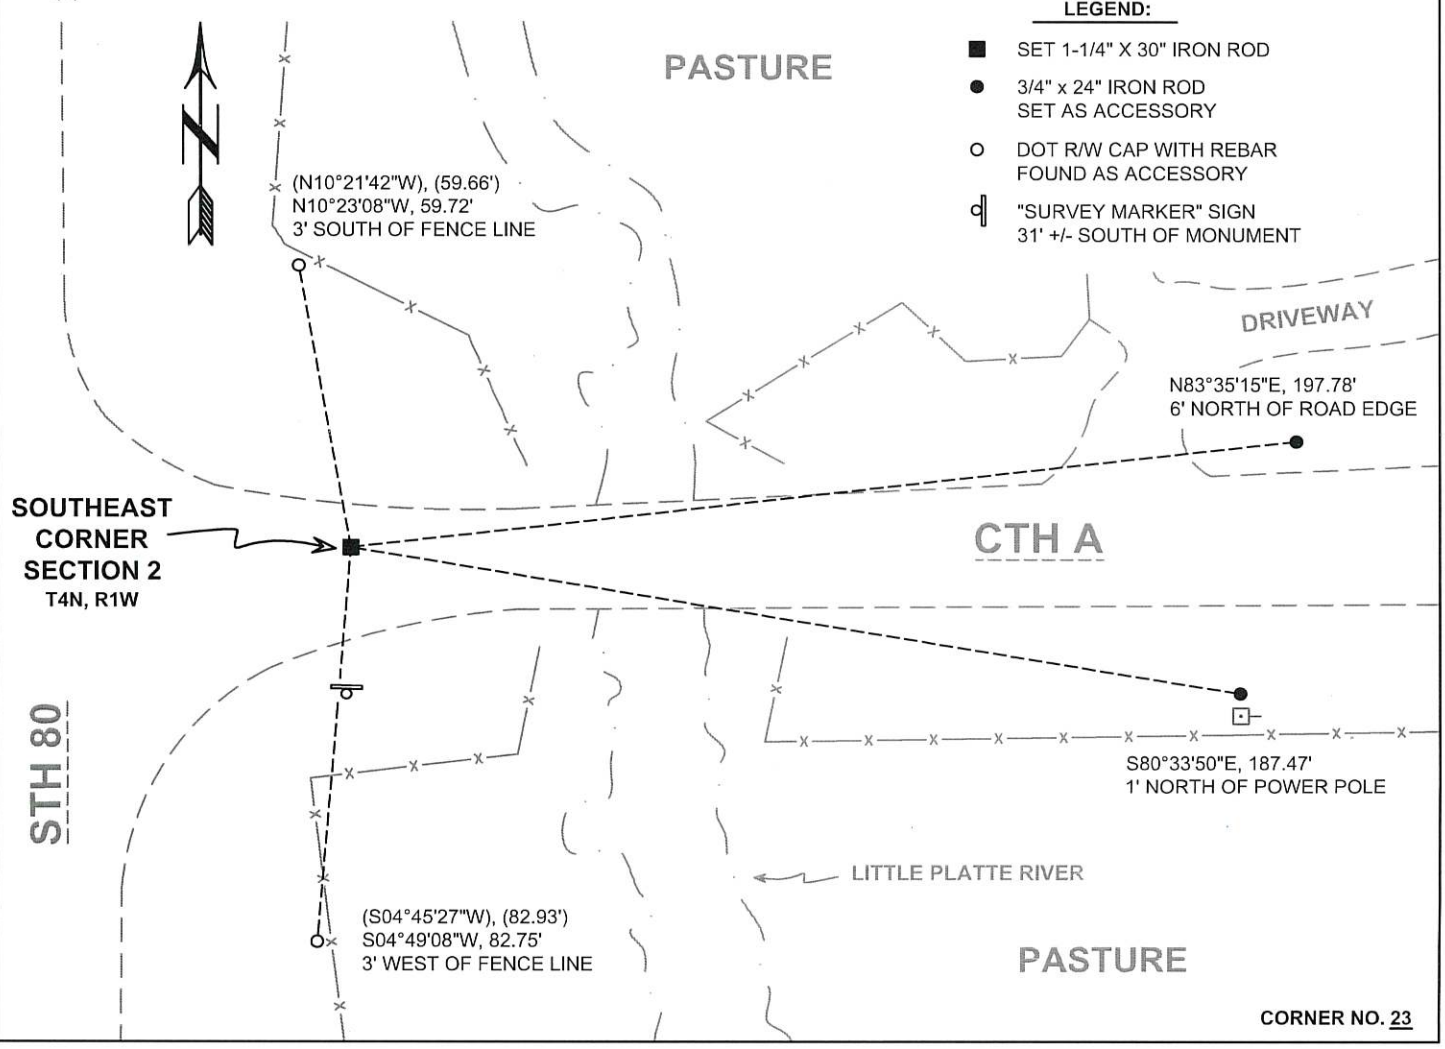 LEGEND:
SET 1-1/4" X 30" IRON ROD
3/4" x 24" IRON ROD
SET AS ACCESSORY
DOT R/W CAP WITH REBAR
FOUND AS ACCESSORY
"SURVEY MARKER" SIGN
31' +/- SOUTH OF MONUMENT
PASTURE
N
(N10°21'42"W), (59.66')
N10°23'08"W, 59.72'
3' SOUTH OF FENCE LINE
DRIVEWAY
N83°35'15"E, 197.78'
6' NORTH OF ROAD EDGE
SOUTHEAST
CORNER
SECTION 2
T4N, R1W
CTH A
STH 80
S80°33'50"E, 187.47'
1' NORTH OF POWER POLE
LITTLE PLATTE RIVER
(S04°45'27"W), (82.93')
S04°49'08"W, 82.75'
3' WEST OF FENCE LINE
PASTURE
CORNER NO. 23